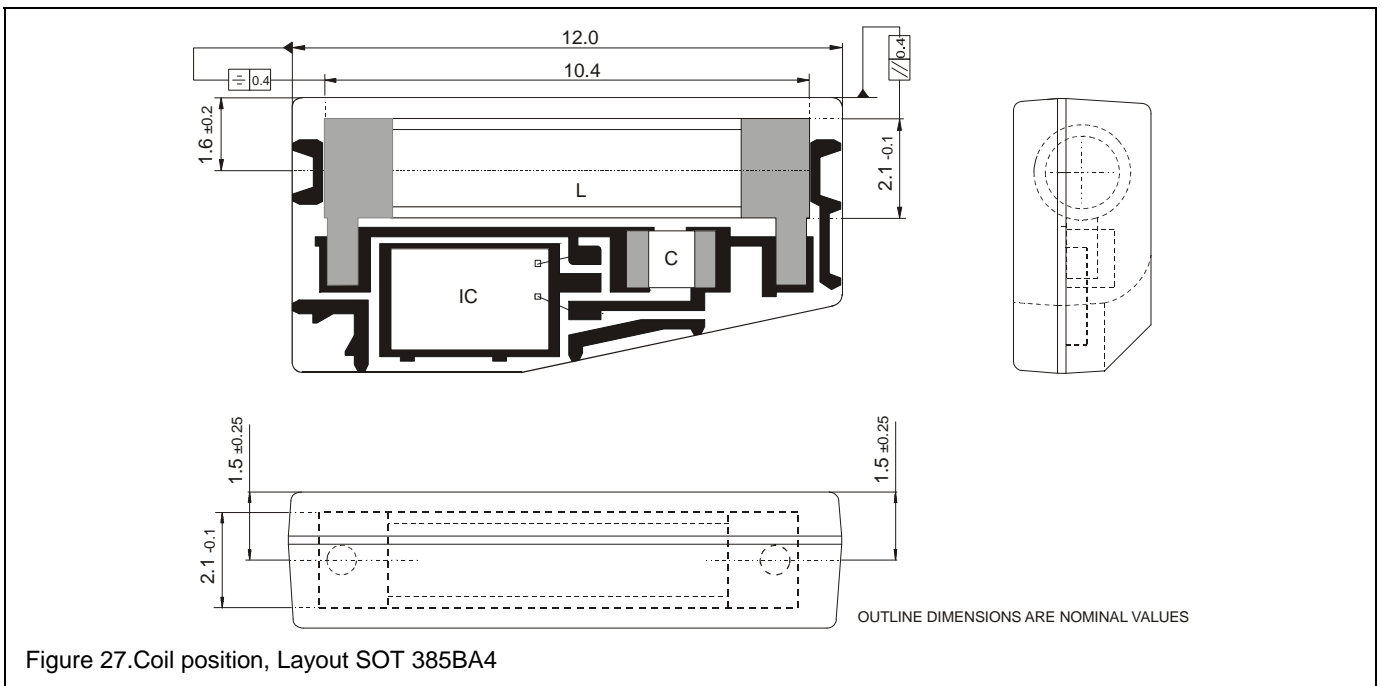 12.0
10.4
⌯ 0.4
// 0.4
1.6 ±0.2
2.1 -0.1
L
C
IC
1.5 ±0.25
1.5 ±0.25
2.1 -0.1
OUTLINE DIMENSIONS ARE NOMINAL VALUES
Figure 27.Coil position, Layout SOT 385BA4